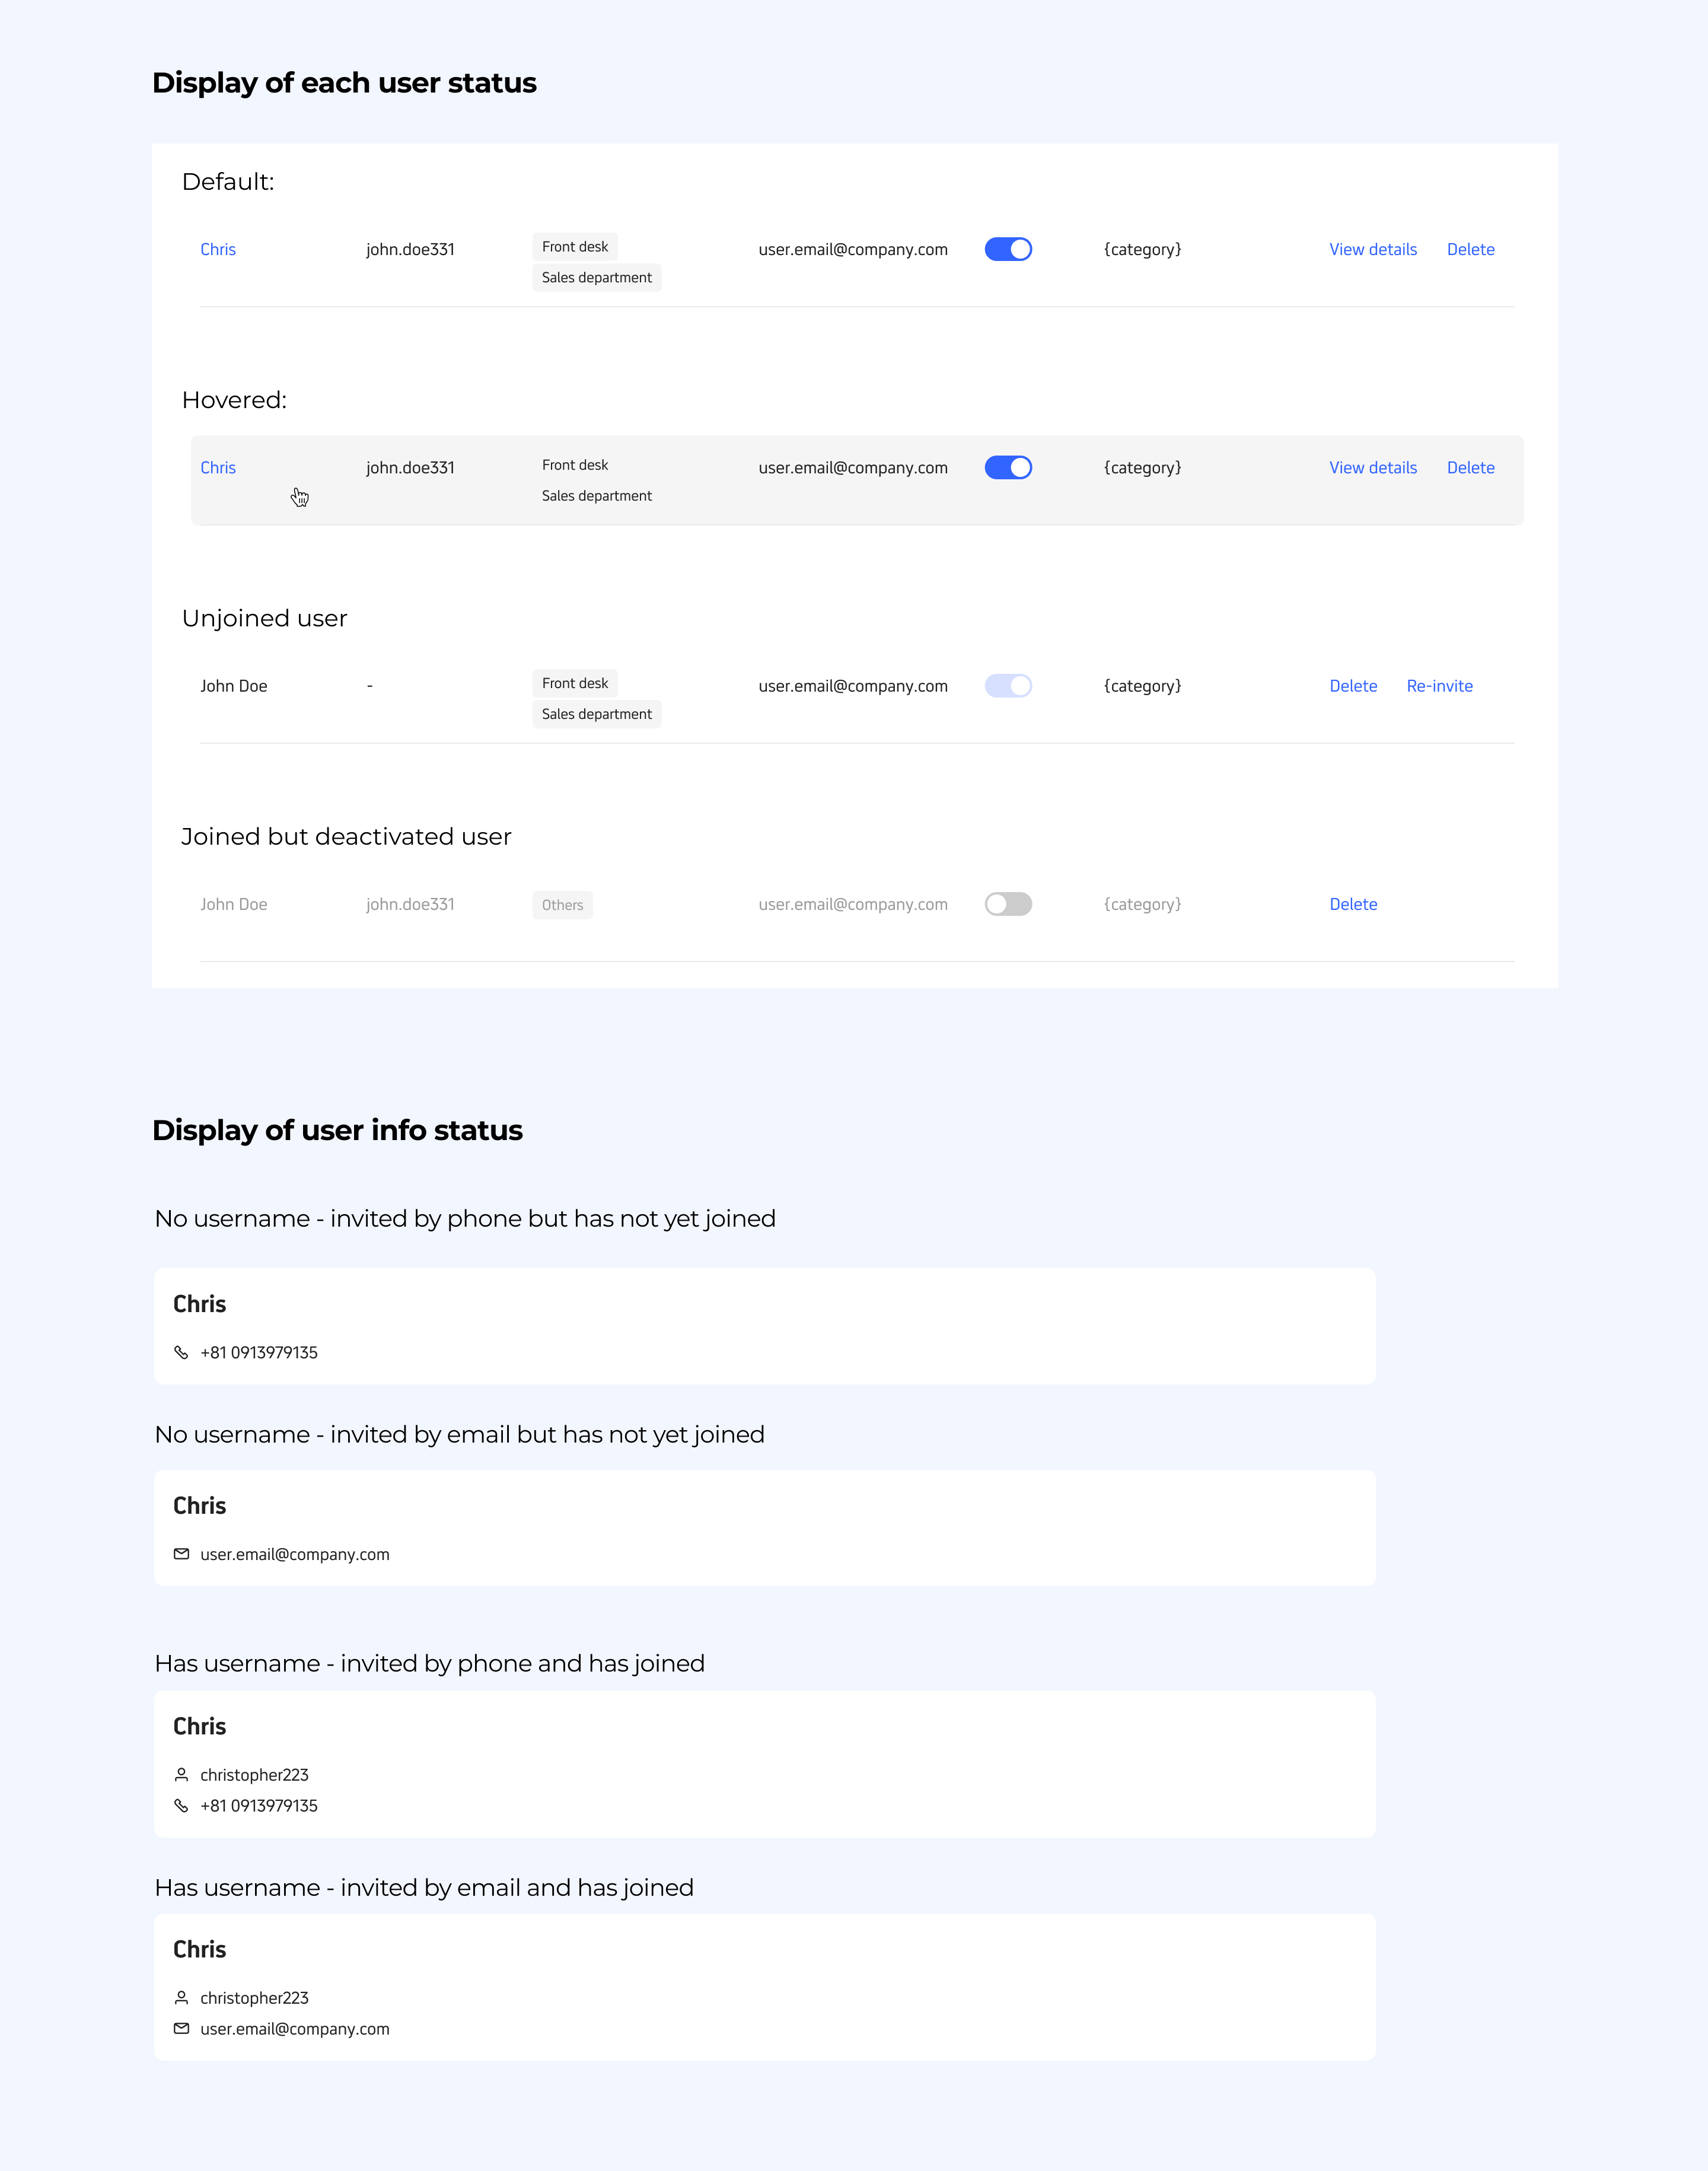 Display of each user status
Default:
Chris john.doe331 Front desk user.email@company.com {category} View details Delete
Sales department
Hovered:
Chris john.doe331 Front desk user.email@company.com {category} View details Delete
Sales department
Unjoined user
John Doe - Front desk user.email@company.com {category} Delete Re-invite
Sales department
Joined but deactivated user
John Doe john.doe331 Others user.email@company.com {category} Delete
Display of user info status
No username - invited by phone but has not yet joined
Chris
+81 0913979135
No username - invited by email but has not yet joined
Chris
user.email@company.com
Has username - invited by phone and has joined
Chris
christopher223
+81 0913979135
Has username - invited by email and has joined
Chris
christopher223
user.email@company.com